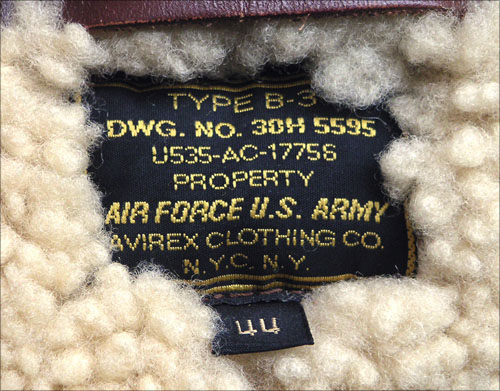 TYPE B-3
DWG. NO. 30H 5595
U535-AC-17756
PROPERTY
AIR FORCE U.S. ARMY
AVIREX CLOTHING CO.
N.Y.C. N.Y.
44